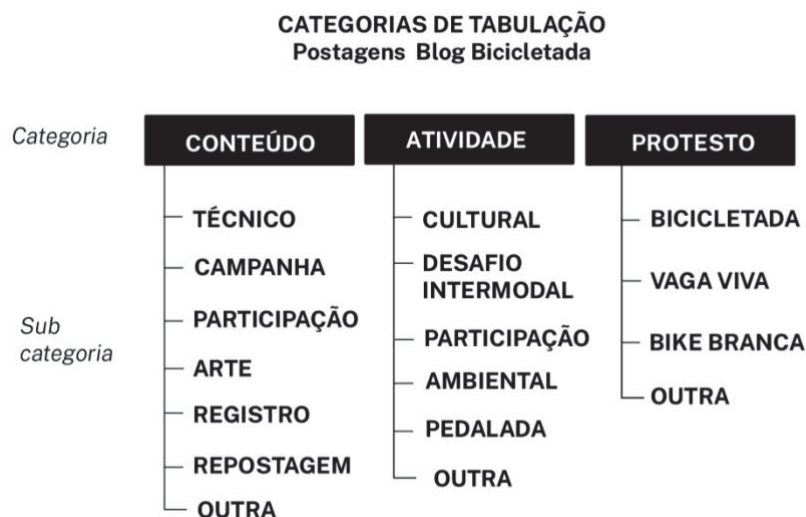 CATEGORIAS DE TABULAÇÃO
Postagens Blog Bicicletada
Categoria
CONTEÚDO
TÉCNICO
CAMPANHA
PARTICIPAÇÃO
ARTE
REGISTRO
REPOSTAGEM
OUTRA
ATIVIDADE
CULTURAL
DESAFIO
INTERMODAL
PARTICIPAÇÃO
AMBIENTAL
PEDALADA
OUTRA
PROTESTO
BICICLETADA
VAGA VIVA
BIKE BRANCA
OUTRA
Sub
categoria